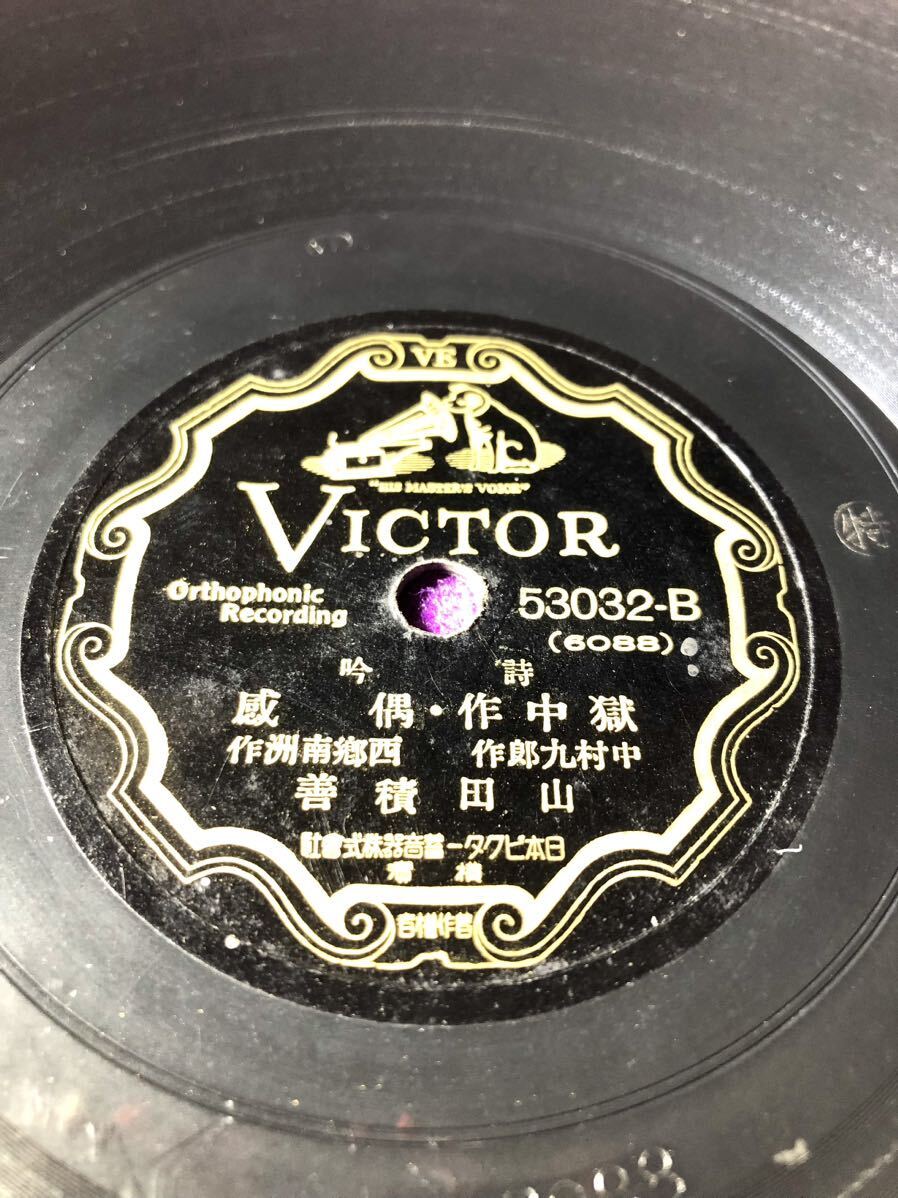 VE
"HIS MASTER'S VOICE"
VICTOR
Orthophonic
Recording
53032-B
(6088)
詩吟
獄中作・偶感
中村九郎作 西郷南洲作
山田積善
日本ビクター蓄音器株式會社
横濱
著作權者
6088